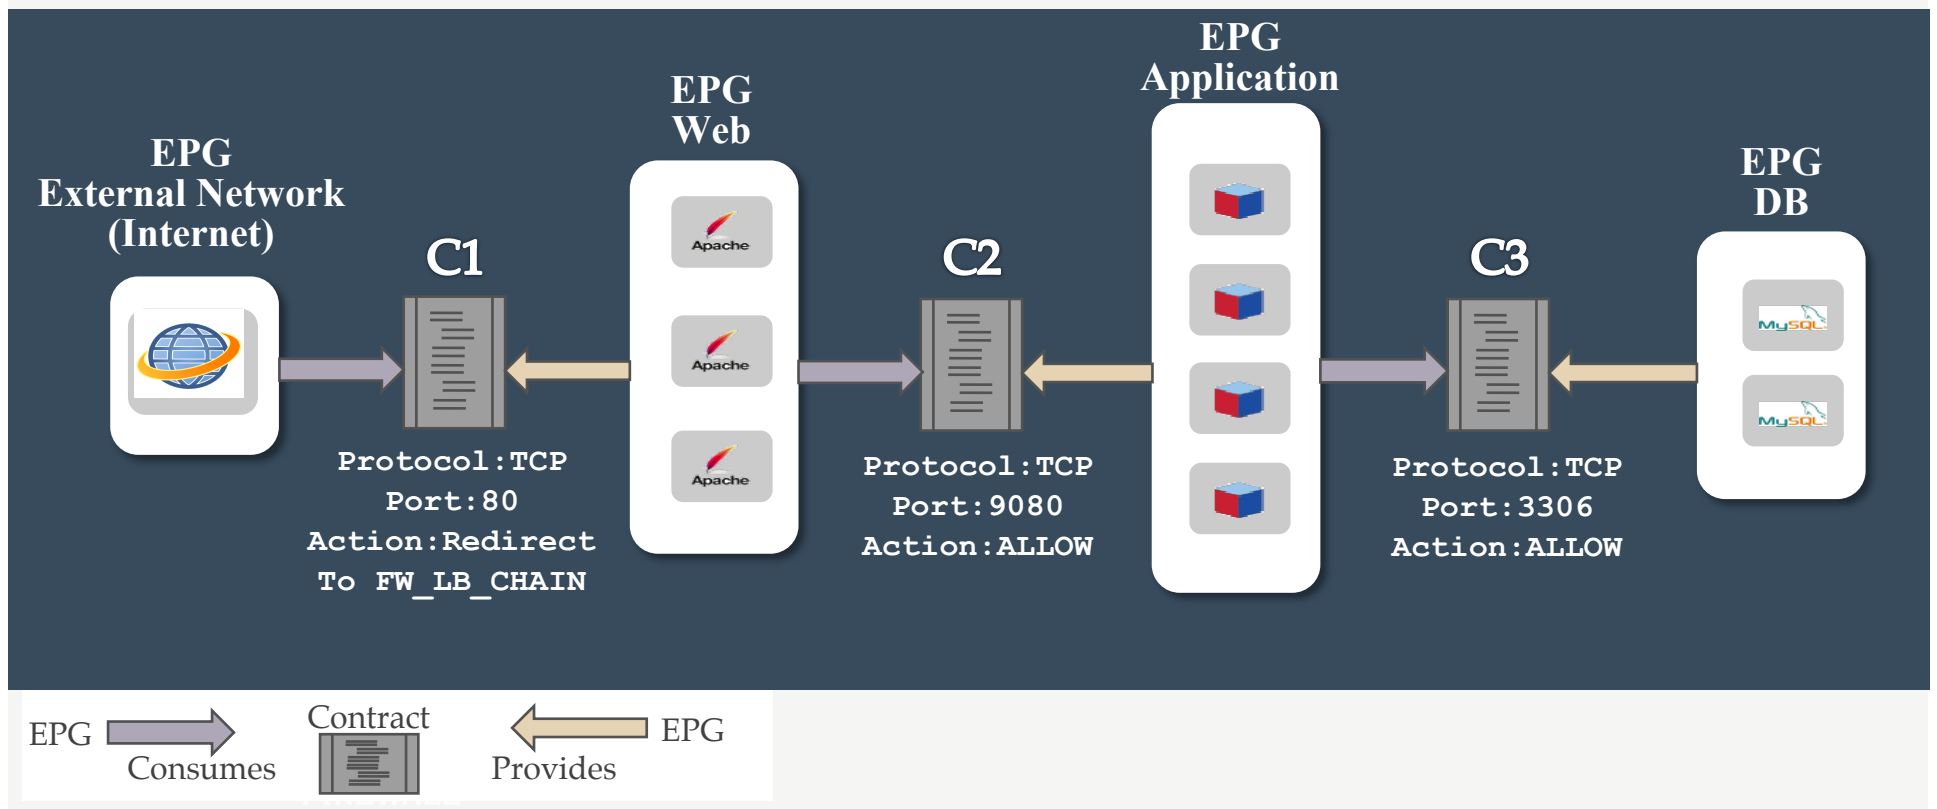 EPG
External Network
(Internet)
C1
Protocol:TCP
Port:80
Action:Redirect
To FW_LB_CHAIN
EPG
Web
Apache
Apache
Apache
C2
Protocol:TCP
Port:9080
Action:ALLOW
EPG
Application
C3
Protocol:TCP
Port:3306
Action:ALLOW
EPG
DB
MySQL
MySQL
EPG
Consumes
Contract
Provides
EPG